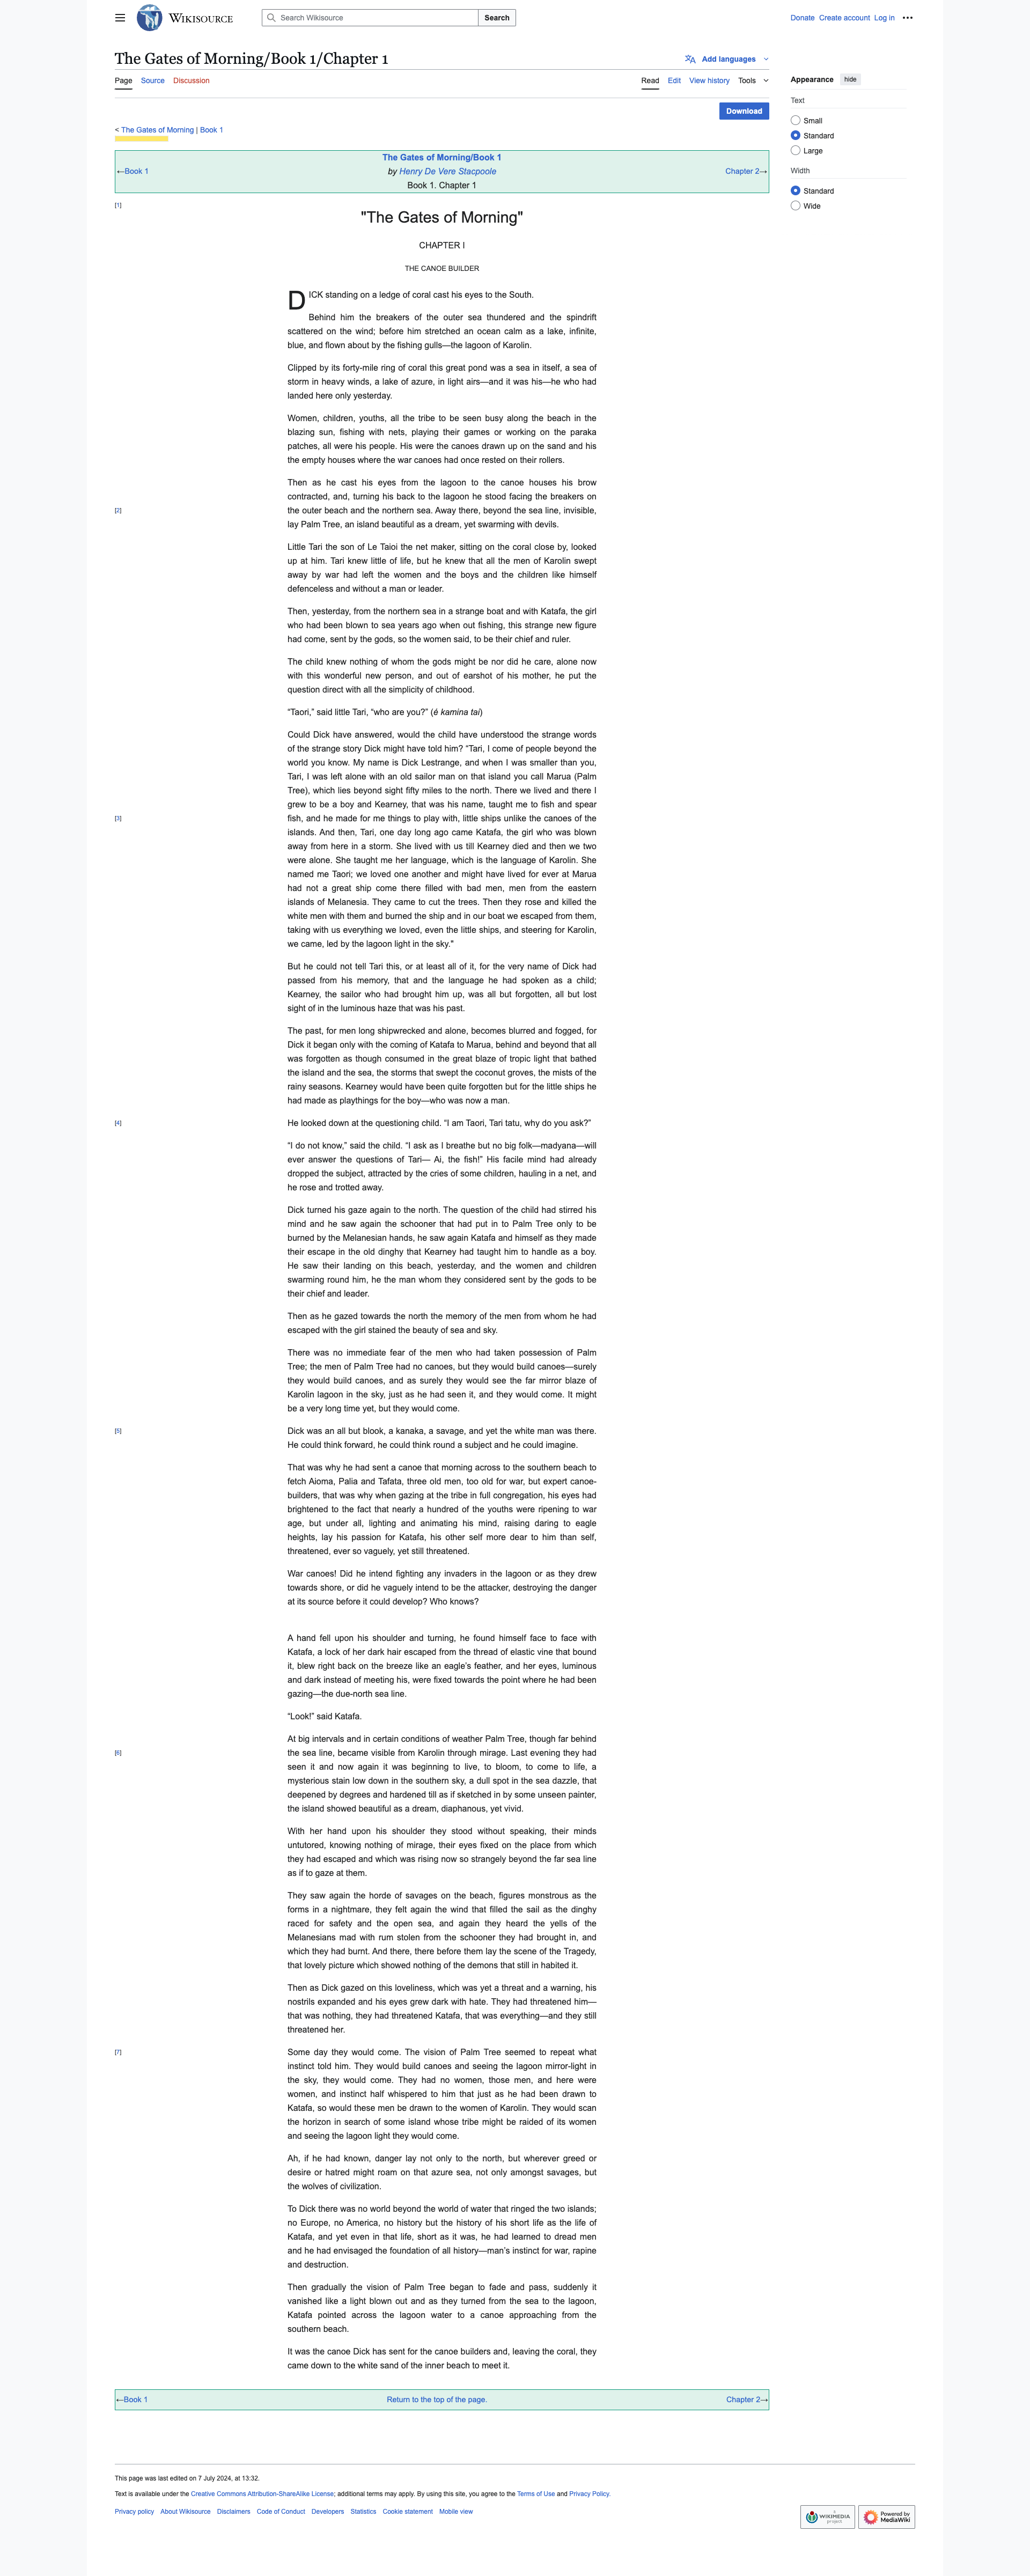 WIKISOURCE
Search Wikisource
Search
Donate Create account Log in
The Gates of Morning/Book 1/Chapter 1
Add languages
Page Source Discussion
Read Edit View history Tools
Download
Appearance hide
Text
Small
Standard
Large
Width
Standard
Wide
< The Gates of Morning | Book 1
←Book 1
The Gates of Morning/Book 1
by Henry De Vere Stacpoole
Book 1. Chapter 1
Chapter 2→
[1]
"The Gates of Morning"
CHAPTER I
THE CANOE BUILDER
DICK standing on a ledge of coral cast his eyes to the South.
Behind him the breakers of the outer sea thundered and the spindrift
scattered on the wind; before him stretched an ocean calm as a lake, infinite,
blue, and flown about by the fishing gulls—the lagoon of Karolin.
Clipped by its forty-mile ring of coral this great pond was a sea in itself, a sea of
storm in heavy winds, a lake of azure, in light airs—and it was his—he who had
landed here only yesterday.
Women, children, youths, all the tribe to be seen busy along the beach in the
blazing sun, fishing with nets, playing their games or working on the paraka
patches, all were his people. His were the canoes drawn up on the sand and his
the empty houses where the war canoes had once rested on their rollers.
Then as he cast his eyes from the lagoon to the canoe houses his brow
contracted, and, turning his back to the lagoon he stood facing the breakers on
[2]
the outer beach and the northern sea. Away there, beyond the sea line, invisible,
lay Palm Tree, an island beautiful as a dream, yet swarming with devils.
Little Tari the son of Le Taioi the net maker, sitting on the coral close by, looked
up at him. Tari knew little of life, but he knew that all the men of Karolin swept
away by war had left the women and the boys and the children like himself
defenceless and without a man or leader.
Then, yesterday, from the northern sea in a strange boat and with Katafa, the girl
who had been blown to sea years ago when out fishing, this strange new figure
had come, sent by the gods, so the women said, to be their chief and ruler.
The child knew nothing of whom the gods might be nor did he care, alone now
with this wonderful new person, and out of earshot of his mother, he put the
question direct with all the simplicity of childhood.
“Taori,” said little Tari, “who are you?” (é kamina tai)
Could Dick have answered, would the child have understood the strange words
of the strange story Dick might have told him? “Tari, I come of people beyond the
world you know. My name is Dick Lestrange, and when I was smaller than you,
Tari, I was left alone with an old sailor man on that island you call Marua (Palm
Tree), which lies beyond sight fifty miles to the north. There we lived and there I
grew to be a boy and Kearney, that was his name, taught me to fish and spear
[3]
fish, and he made for me things to play with, little ships unlike the canoes of the
islands. And then, Tari, one day long ago came Katafa, the girl who was blown
away from here in a storm. She lived with us till Kearney died and then we two
were alone. She taught me her language, which is the language of Karolin. She
named me Taori; we loved one another and might have lived for ever at Marua
had not a great ship come there filled with bad men, men from the eastern
islands of Melanesia. They came to cut the trees. Then they rose and killed the
white men with them and burned the ship and in our boat we escaped from them,
taking with us everything we loved, even the little ships, and steering for Karolin,
we came, led by the lagoon light in the sky."
But he could not tell Tari this, or at least all of it, for the very name of Dick had
passed from his memory, that and the language he had spoken as a child;
Kearney, the sailor who had brought him up, was all but forgotten, all but lost
sight of in the luminous haze that was his past.
The past, for men long shipwrecked and alone, becomes blurred and fogged, for
Dick it began only with the coming of Katafa to Marua, behind and beyond that all
was forgotten as though consumed in the great blaze of tropic light that bathed
the island and the sea, the storms that swept the coconut groves, the mists of the
rainy seasons. Kearney would have been quite forgotten but for the little ships he
had made as playthings for the boy—who was now a man.
[4]
He looked down at the questioning child. “I am Taori, Tari tatu, why do you ask?”
“I do not know,” said the child. “I ask as I breathe but no big folk—madyana—will
ever answer the questions of Tari— Ai, the fish!” His facile mind had already
dropped the subject, attracted by the cries of some children, hauling in a net, and
he rose and trotted away.
Dick turned his gaze again to the north. The question of the child had stirred his
mind and he saw again the schooner that had put in to Palm Tree only to be
burned by the Melanesian hands, he saw again Katafa and himself as they made
their escape in the old dinghy that Kearney had taught him to handle as a boy.
He saw their landing on this beach, yesterday, and the women and children
swarming round him, he the man whom they considered sent by the gods to be
their chief and leader.
Then as he gazed towards the north the memory of the men from whom he had
escaped with the girl stained the beauty of sea and sky.
There was no immediate fear of the men who had taken possession of Palm
Tree; the men of Palm Tree had no canoes, but they would build canoes—surely
they would build canoes, and as surely they would see the far mirror blaze of
Karolin lagoon in the sky, just as he had seen it, and they would come. It might
be a very long time yet, but they would come.
[5]
Dick was an all but blook, a kanaka, a savage, and yet the white man was there.
He could think forward, he could think round a subject and he could imagine.
That was why he had sent a canoe that morning across to the southern beach to
fetch Aioma, Palia and Tafata, three old men, too old for war, but expert canoe-
builders, that was why when gazing at the tribe in full congregation, his eyes had
brightened to the fact that nearly a hundred of the youths were ripening to war
age, but under all, lighting and animating his mind, raising daring to eagle
heights, lay his passion for Katafa, his other self more dear to him than self,
threatened, ever so vaguely, yet still threatened.
War canoes! Did he intend fighting any invaders in the lagoon or as they drew
towards shore, or did he vaguely intend to be the attacker, destroying the danger
at its source before it could develop? Who knows?
A hand fell upon his shoulder and turning, he found himself face to face with
Katafa, a lock of her dark hair escaped from the thread of elastic vine that bound
it, blew right back on the breeze like an eagle’s feather, and her eyes, luminous
and dark instead of meeting his, were fixed towards the point where he had been
gazing—the due-north sea line.
“Look!” said Katafa.
At big intervals and in certain conditions of weather Palm Tree, though far behind
[6]
the sea line, became visible from Karolin through mirage. Last evening they had
seen it and now again it was beginning to live, to bloom, to come to life, a
mysterious stain low down in the southern sky, a dull spot in the sea dazzle, that
deepened by degrees and hardened till as if sketched in by some unseen painter,
the island showed beautiful as a dream, diaphanous, yet vivid.
With her hand upon his shoulder they stood without speaking, their minds
untutored, knowing nothing of mirage, their eyes fixed on the place from which
they had escaped and which was rising now so strangely beyond the far sea line
as if to gaze at them.
They saw again the horde of savages on the beach, figures monstrous as the
forms in a nightmare, they felt again the wind that filled the sail as the dinghy
raced for safety and the open sea, and again they heard the yells of the
Melanesians mad with rum stolen from the schooner they had brought in, and
which they had burnt. And there, there before them lay the scene of the Tragedy,
that lovely picture which showed nothing of the demons that still in habited it.
Then as Dick gazed on this loveliness, which was yet a threat and a warning, his
nostrils expanded and his eyes grew dark with hate. They had threatened him—
that was nothing, they had threatened Katafa, that was everything—and they still
threatened her.
[7]
Some day they would come. The vision of Palm Tree seemed to repeat what
instinct told him. They would build canoes and seeing the lagoon mirror-light in
the sky, they would come. They had no women, those men, and here were
women, and instinct half whispered to him that just as he had been drawn to
Katafa, so would these men be drawn to the women of Karolin. They would scan
the horizon in search of some island whose tribe might be raided of its women
and seeing the lagoon light they would come.
Ah, if he had known, danger lay not only to the north, but wherever greed or
desire or hatred might roam on that azure sea, not only amongst savages, but
the wolves of civilization.
To Dick there was no world beyond the world of water that ringed the two islands;
no Europe, no America, no history but the history of his short life as the life of
Katafa, and yet even in that life, short as it was, he had learned to dread men
and he had envisaged the foundation of all history—man’s instinct for war, rapine
and destruction.
Then gradually the vision of Palm Tree began to fade and pass, suddenly it
vanished like a light blown out and as they turned from the sea to the lagoon,
Katafa pointed across the lagoon water to a canoe approaching from the
southern beach.
It was the canoe Dick has sent for the canoe builders and, leaving the coral, they
came down to the white sand of the inner beach to meet it.
←Book 1
Return to the top of the page.
Chapter 2→
This page was last edited on 7 July 2024, at 13:32.
Text is available under the Creative Commons Attribution-ShareAlike License; additional terms may apply. By using this site, you agree to the Terms of Use and Privacy Policy.
Privacy policy About Wikisource Disclaimers Code of Conduct Developers Statistics Cookie statement Mobile view
A WIKIMEDIA project
Powered by MediaWiki